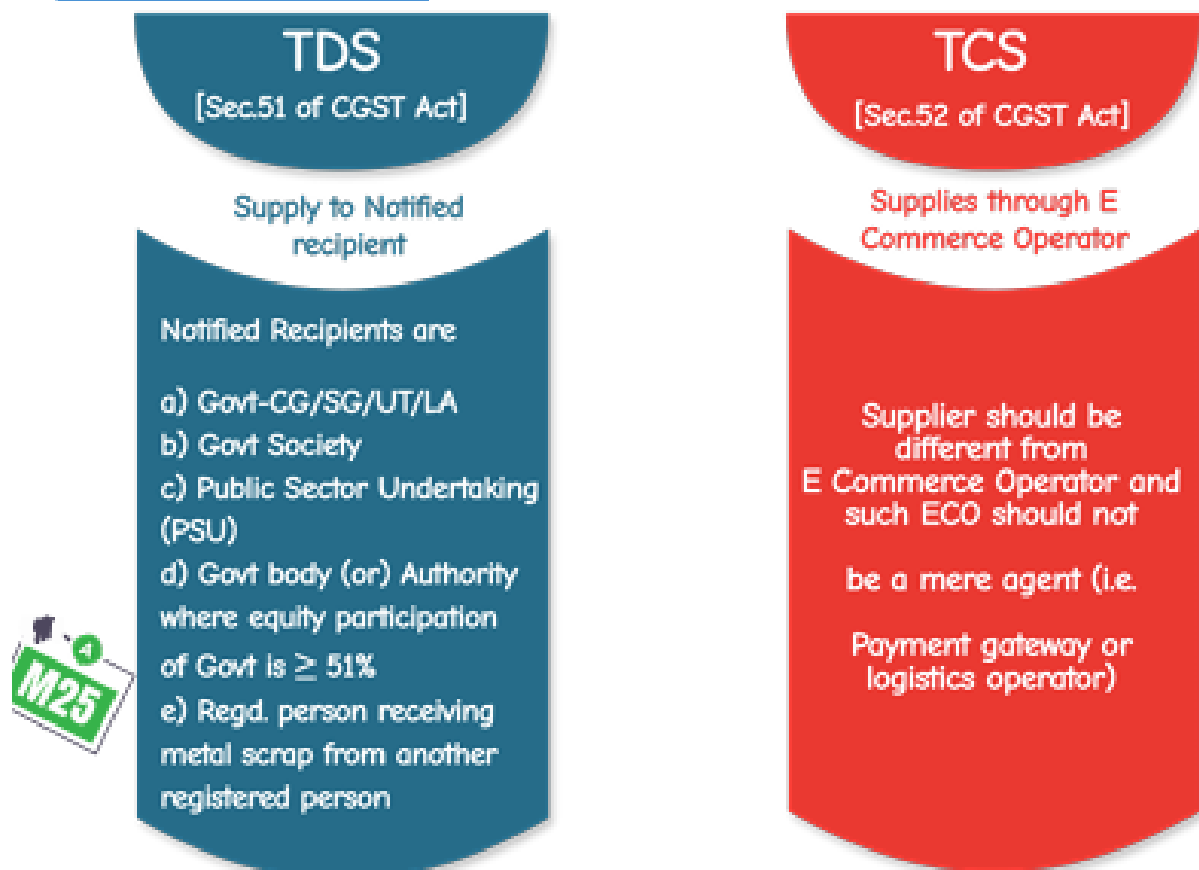 TDS
[Sec.51 of CGST Act]
Supply to Notified
recipient
Notified Recipients are
a) Govt-CG/SG/UT/LA
b) Govt Society
c) Public Sector Undertaking
(PSU)
d) Govt body (or) Authority
where equity participation
of Govt is ≥ 51%
e) Regd. person receiving
metal scrap from another
registered person
A
M25
TCS
[Sec.52 of CGST Act]
Supplies through E
Commerce Operator
Supplier should be
different from
E Commerce Operator and
such ECO should not
be a mere agent (i.e.
Payment gateway or
logistics operator)